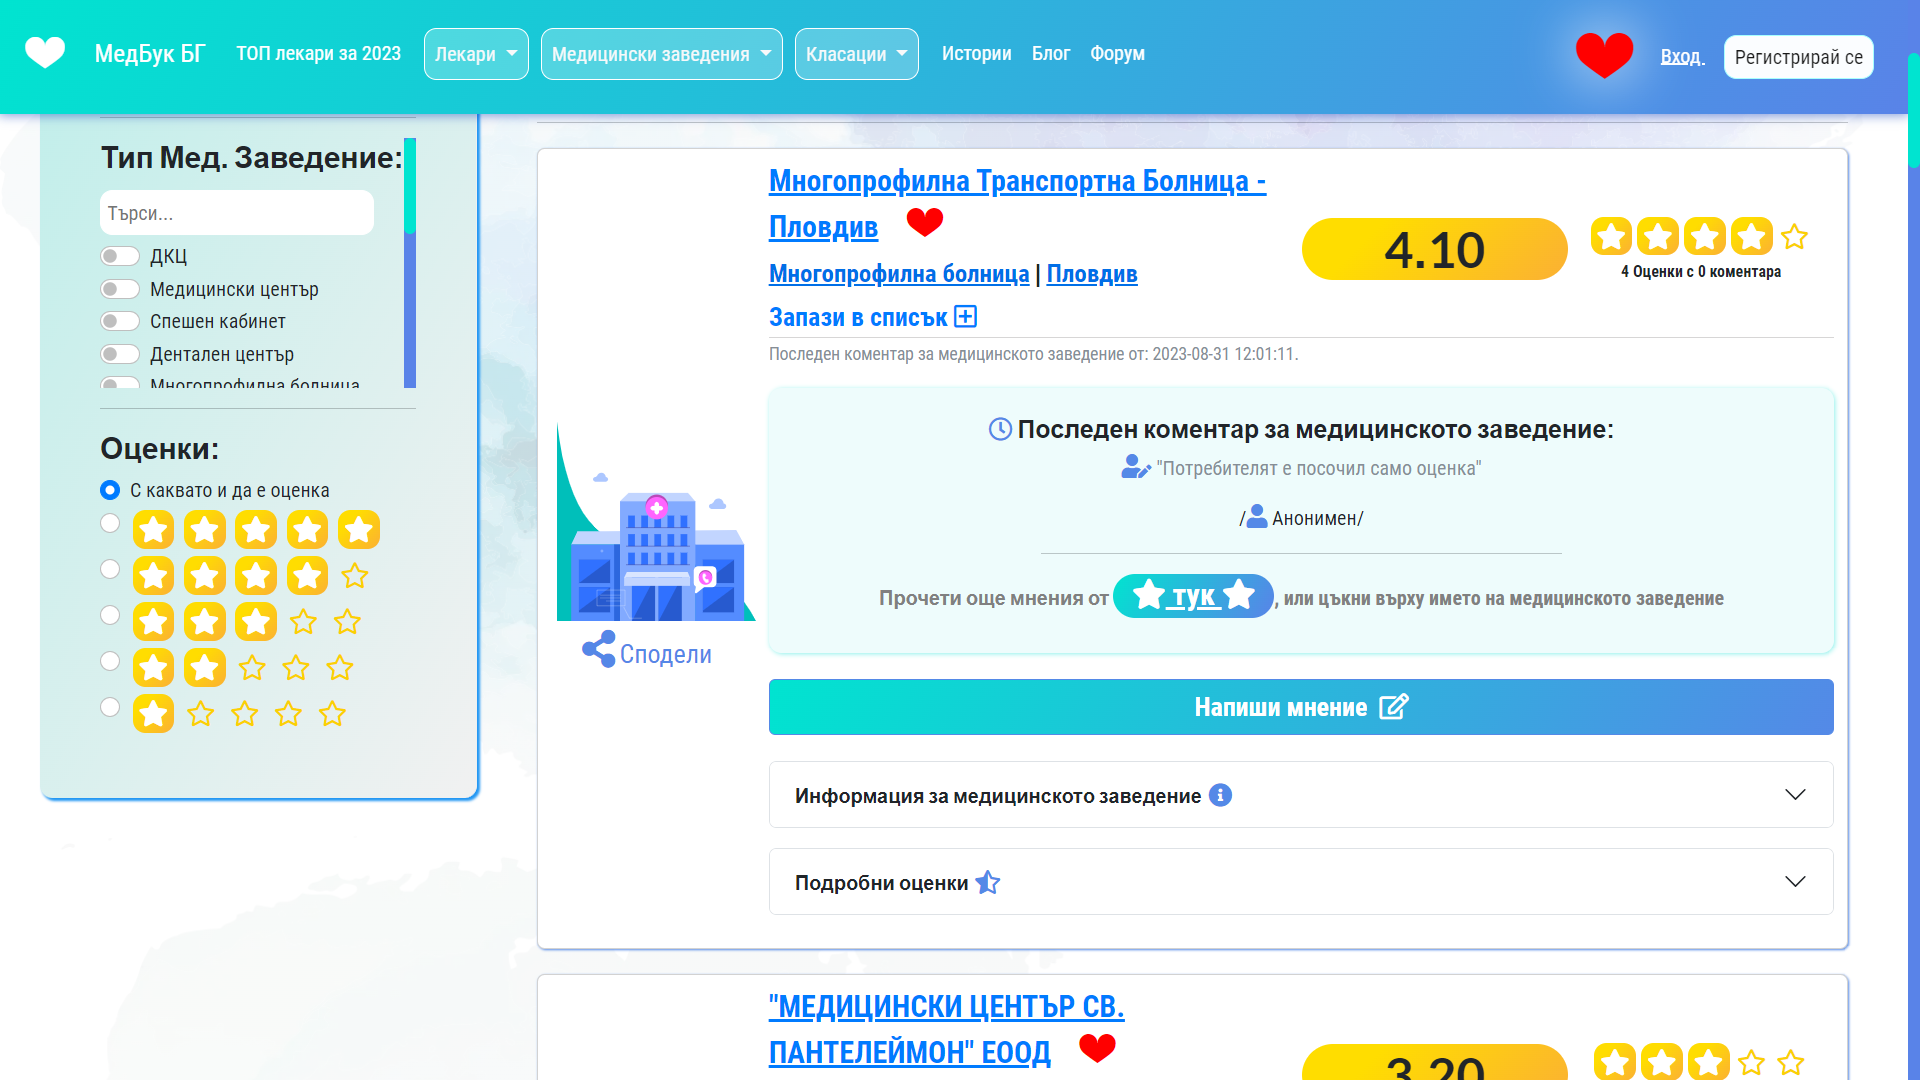 МедБук БГ
ТОП лекари за 2023
Лекари
Медицински заведения
Класации
Истории
Блог
Форум
Вход
Регистрирай се
Тип Мед. Заведение:
Търси...
ДКЦ
Медицински център
Спешен кабинет
Дентален център
Многопрофилна болница
Оценки:
С каквато и да е оценка
Многопрофилна Транспортна Болница -
Пловдив
Многопрофилна болница | Пловдив
Запази в списък
4.10
4 Оценки с 0 коментара
Последен коментар за медицинското заведение от: 2023-08-31 12:01:11.
Последен коментар за медицинското заведение:
"Потребителят е посочил само оценка"
/ Анонимен/
Прочети още мнения от тук , или цъкни върху името на медицинското заведение
Сподели
Напиши мнение
Информация за медицинското заведение
Подробни оценки
"МЕДИЦИНСКИ ЦЕНТЪР СВ.
ПАНТЕЛЕЙМОН" ЕООД
3.20